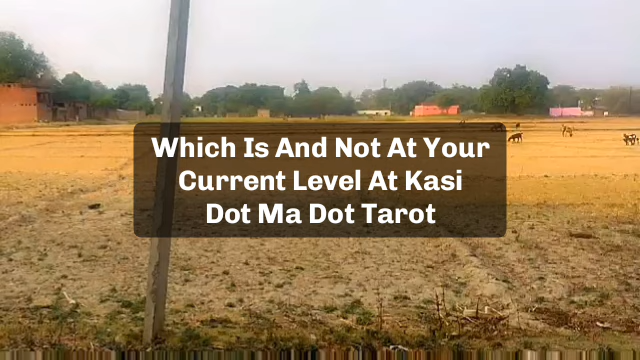 Which Is And Not At Your
Current Level At Kasi
Dot Ma Dot Tarot